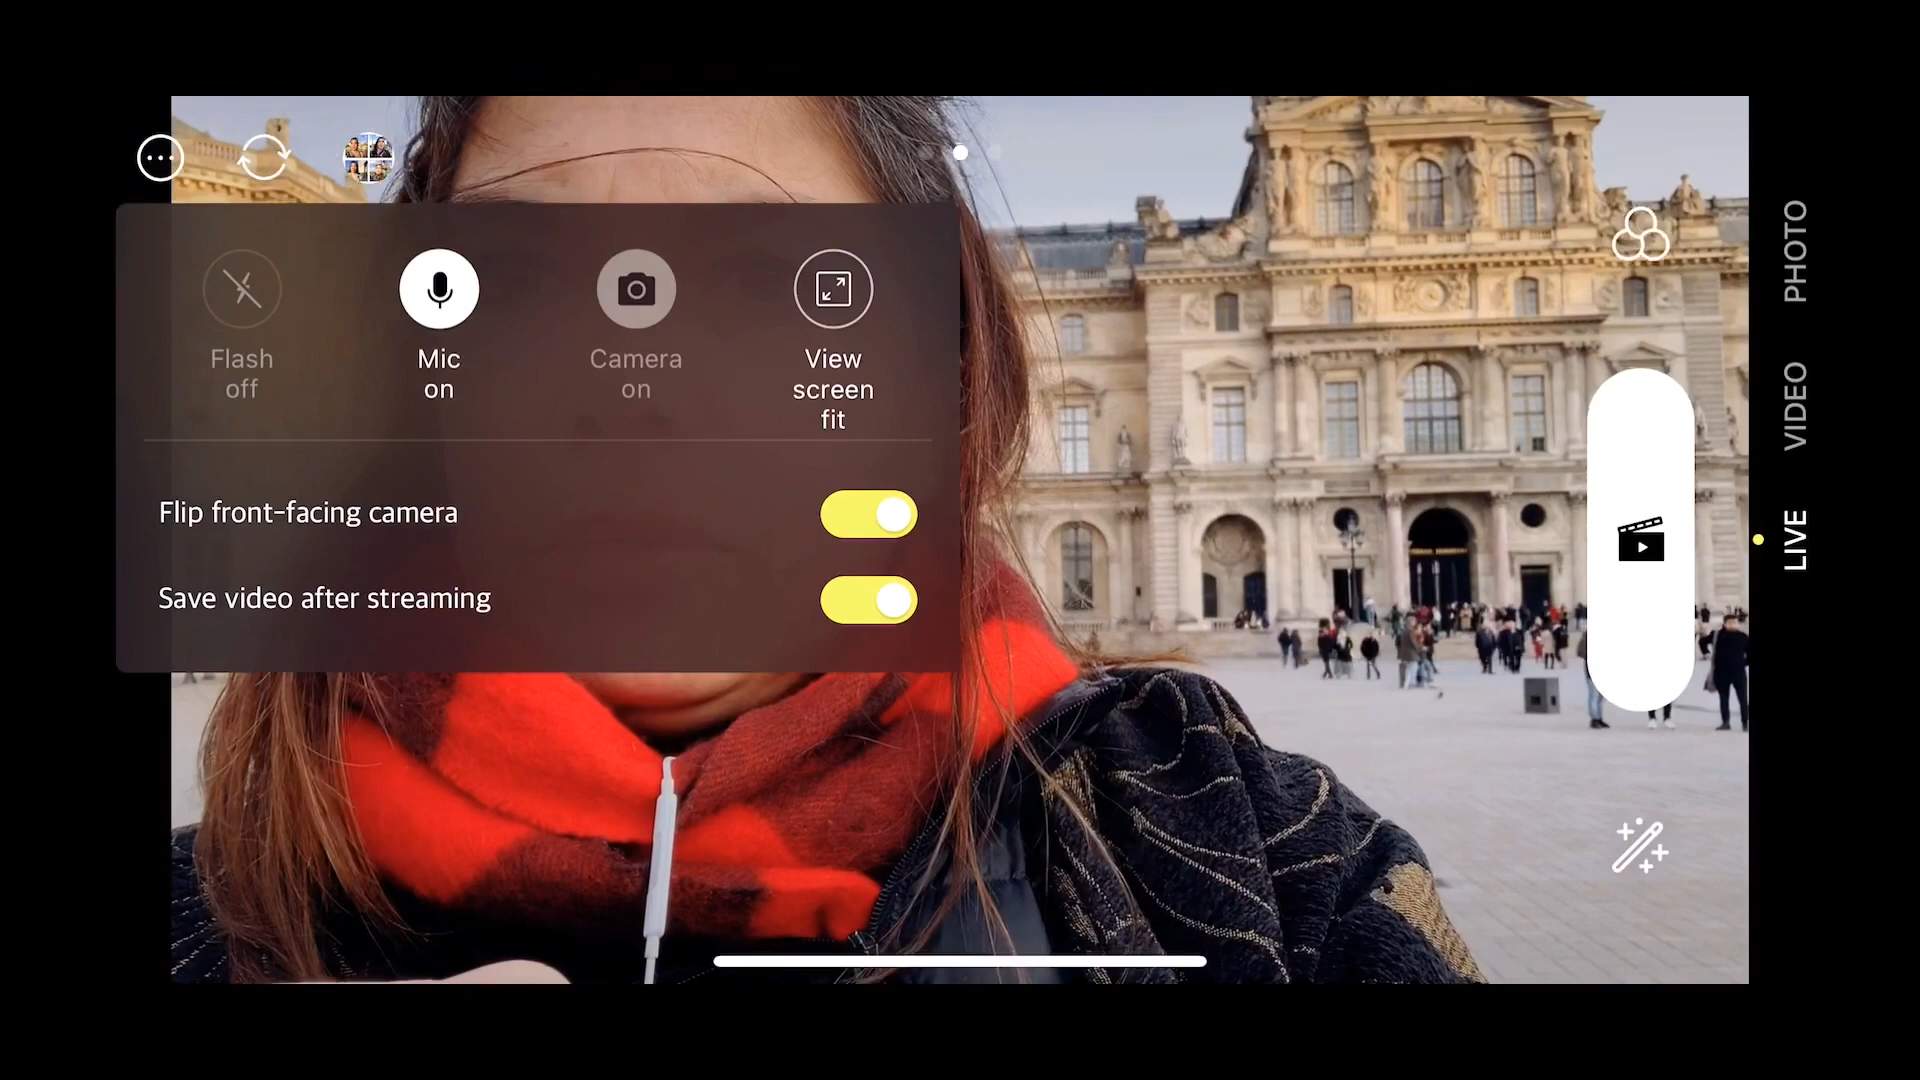 Flash
off
Mic
on
Camera
on
View
screen
fit
Flip front-facing camera
Save video after streaming
PHOTO
VIDEO
LIVE